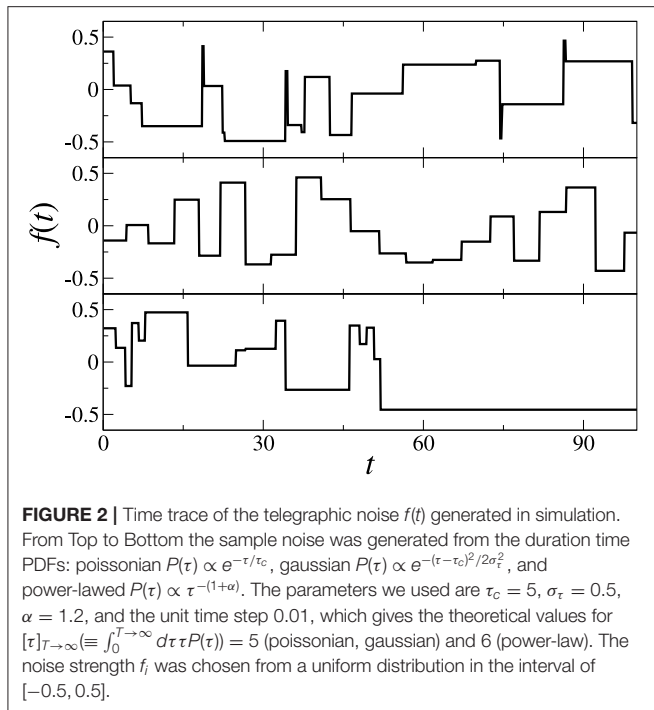 0.5
0
-0.5
0.5
0
-0.5
f(t)
0.5
0
-0.5
0 30 60 90
t
FIGURE 2 | Time trace of the telegraphic noise f(t) generated in simulation.
From Top to Bottom the sample noise was generated from the duration time
PDFs: poissonian P(τ) ∝ e^{−τ/τ_c}, gaussian P(τ) ∝ e^{−(τ−τ_c)^2/2σ_τ^2}, and
power-lawed P(τ) ∝ τ^{−(1+α)}. The parameters we used are τ_c = 5, σ_τ = 0.5,
α = 1.2, and the unit time step 0.01, which gives the theoretical values for
[τ]_{T→∞}(≡ ∫_0^{T→∞} dττP(τ)) = 5 (poissonian, gaussian) and 6 (power-law). The
noise strength f_i was chosen from a uniform distribution in the interval of
[−0.5, 0.5].